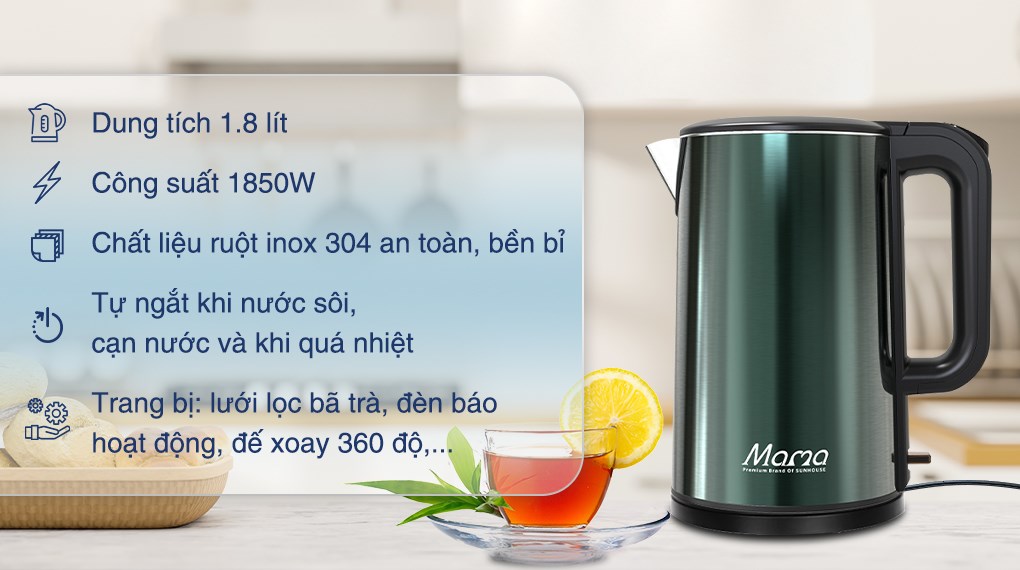 Dung tích 1.8 lít
Công suất 1850W
Chất liệu ruột inox 304 an toàn, bền bỉ
Tự ngắt khi nước sôi,
cạn nước và khi quá nhiệt
Trang bị: lưới lọc bã trà, đèn báo
hoạt động, đế xoay 360 độ,...
Mama
Premium Brand Of SUNHOUSE